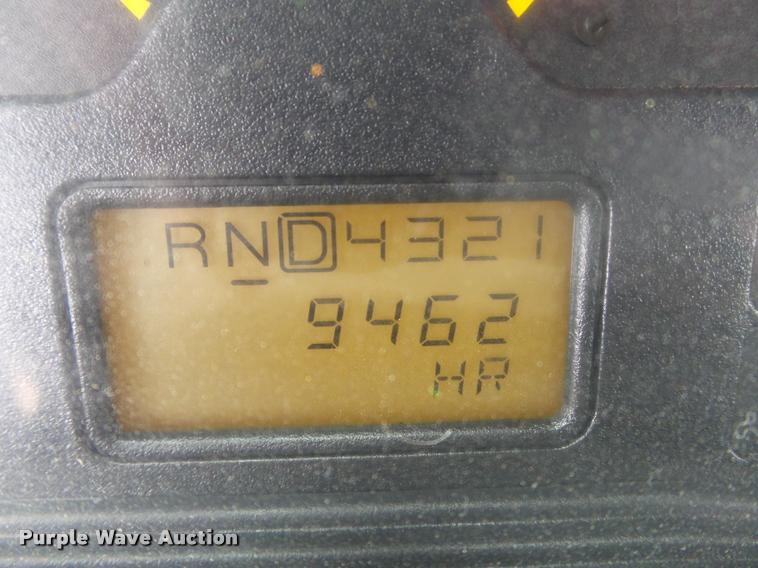 RND4321
9462
HR
Purple Wave Auction